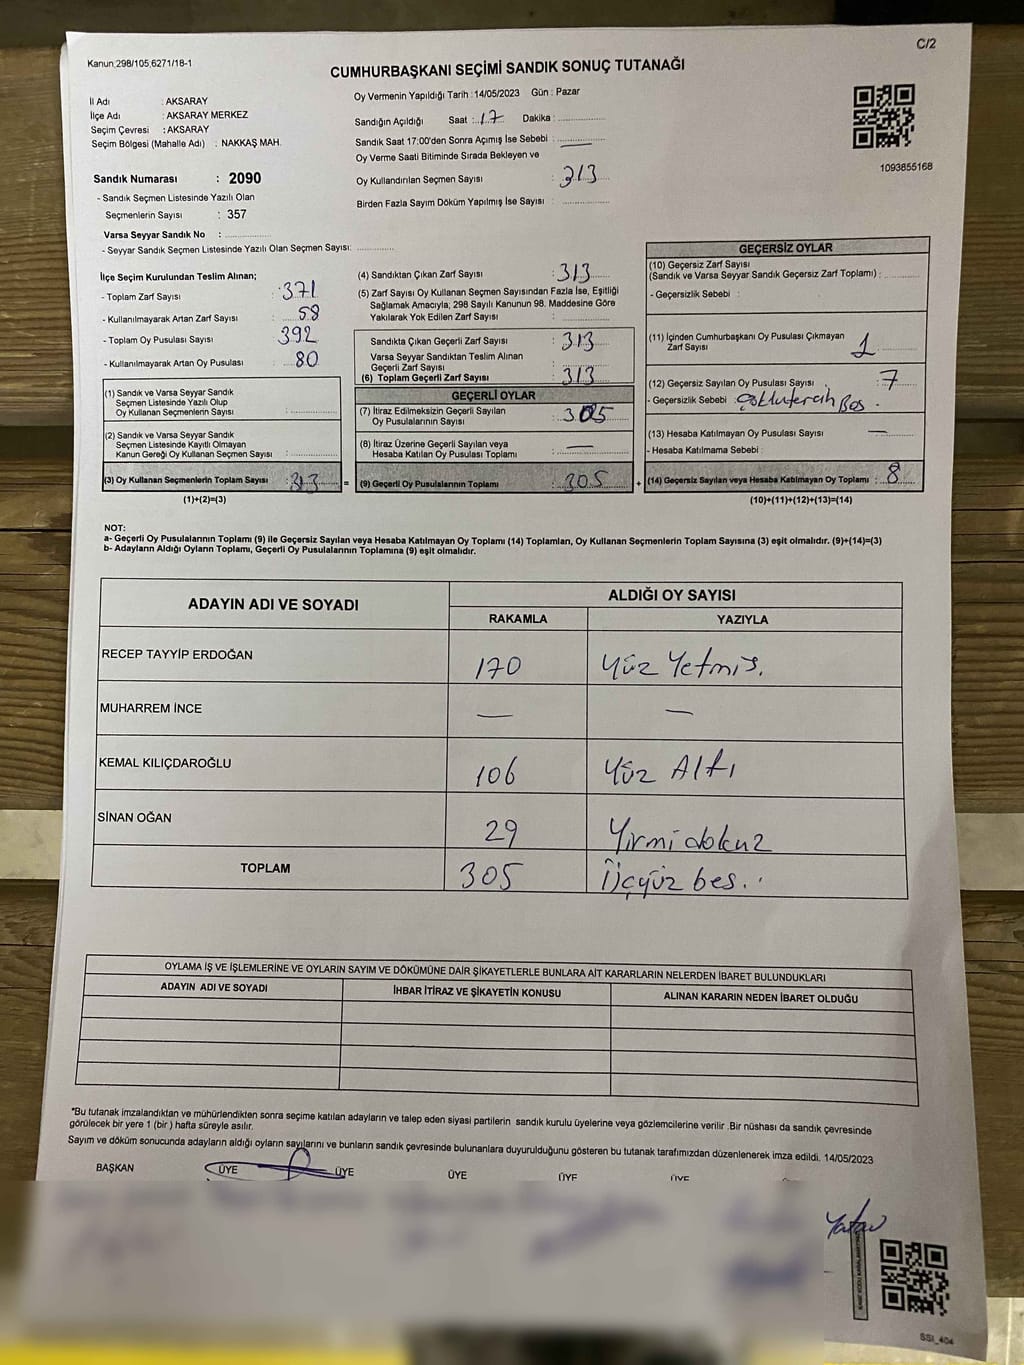 C/2
Kanun 298/105,6271/18-1
CUMHURBAŞKANI SEÇİMİ SANDIK SONUÇ TUTANAĞI
İl Adı : AKSARAY
İlçe Adı : AKSARAY MERKEZ
Seçim Çevresi : AKSARAY
Seçim Bölgesi (Mahalle Adı) : NAKKAŞ MAH.
Sandık Numarası : 2090
- Sandık Seçmen Listesinde Yazılı Olan
Seçmenlerin Sayısı : 357
Varsa Seyyar Sandık No :
- Seyyar Sandık Seçmen Listesinde Yazılı Olan Seçmen Sayısı:
Oy Vermenin Yapıldığı Tarih : 14/05/2023 Gün : Pazar
Sandığın Açıldığı Saat : 17 Dakika :
Sandık Saat 17:00'den Sonra Açımış İse Sebebi : —
Oy Verme Saati Bitiminde Sırada Bekleyen ve
Oy Kullandırılan Seçmen Sayısı : 313
Birden Fazla Sayım Döküm Yapılmış İse Sayısı :
1093855168
İlçe Seçim Kurulundan Teslim Alınan;
- Toplam Zarf Sayısı : 371
- Kullanılmayarak Artan Zarf Sayısı : 58
- Toplam Oy Pusulası Sayısı : 392
- Kullanılmayarak Artan Oy Pusulası : 80
(1) Sandık ve Varsa Seyyar Sandık
Seçmen Listesinde Yazılı Olup
Oy Kullanan Seçmenlerin Sayısı :
(2) Sandık ve Varsa Seyyar Sandık
Seçmen Listesinde Kayıtlı Olmayan
Kanun Gereği Oy Kullanan Seçmen Sayısı :
(3) Oy Kullanan Seçmenlerin Toplam Sayısı : 313 =
(1)+(2)=(3)
(4) Sandıktan Çıkan Zarf Sayısı : 313
(5) Zarf Sayısı Oy Kullanan Seçmen Sayısından Fazla İse, Eşitliği
Sağlamak Amacıyla; 298 Sayılı Kanunun 98. Maddesine Göre
Yakılarak Yok Edilen Zarf Sayısı :
Sandıkta Çıkan Geçerli Zarf Sayısı : 313
Varsa Seyyar Sandıktan Teslim Alınan
Geçerli Zarf Sayısı :
(6) Toplam Geçerli Zarf Sayısı : 313
GEÇERLİ OYLAR
(7) İtiraz Edilmeksizin Geçerli Sayılan
Oy Pusulalarının Sayısı : 305
(8) İtiraz Üzerine Geçerli Sayılan veya
Hesaba Katılan Oy Pusulası Toplamı : —
(9) Geçerli Oy Pusulalarının Toplamı : 305 +
GEÇERSİZ OYLAR
(10) Geçersiz Zarf Sayısı
(Sandık ve Varsa Seyyar Sandık Geçersiz Zarf Toplamı) :
- Geçersizlik Sebebi :
(11) İçinden Cumhurbaşkanı Oy Pusulası Çıkmayan
Zarf Sayısı 1
(12) Geçersiz Sayılan Oy Pusulası Sayısı : 7
- Geçersizlik Sebebi : Çoklu tercih Boş.
(13) Hesaba Katılmayan Oy Pusulası Sayısı : —
- Hesaba Katılmama Sebebi :
(14) Geçersiz Sayılan veya Hesaba Katılmayan Oy Toplamı : 8
(10)+(11)+(12)+(13)=(14)
NOT:
a- Geçerli Oy Pusulalarının Toplamı (9) ile Geçersiz Sayılan veya Hesaba Katılmayan Oy Toplamı (14) Toplamları, Oy Kullanan Seçmenlerin Toplam Sayısına (3) eşit olmalıdır. (9)+(14)=(3)
b- Adayların Aldığı Oyların Toplamı, Geçerli Oy Pusulalarının Toplamına (9) eşit olmalıdır.
ADAYIN ADI VE SOYADI ALDIĞI OY SAYISI
RAKAMLA YAZIYLA
RECEP TAYYİP ERDOĞAN 170 Yüz Yetmiş.
MUHARREM İNCE — —
KEMAL KILIÇDAROĞLU 106 Yüz Altı
SİNAN OĞAN 29 Yirmi dokuz
TOPLAM 305 Üçyüz beş.
OYLAMA İŞ VE İŞLEMLERİNE VE OYLARIN SAYIM VE DÖKÜMÜNE DAİR ŞİKAYETLERLE BUNLARA AİT KARARLARIN NELERDEN İBARET BULUNDUKLARI
ADAYIN ADI VE SOYADI İHBAR İTİRAZ VE ŞİKAYETİN KONUSU ALINAN KARARIN NEDEN İBARET OLDUĞU
*Bu tutanak imzalandıktan ve mühürlendikten sonra seçime katılan adayların ve talep eden siyasi partilerin sandık kurulu üyelerine veya gözlemcilerine verilir .Bir nüshası da sandık çevresinde
görülecek bir yere 1 (bir ) hafta süreyle asılır.
Sayım ve döküm sonucunda adayların aldığı oyların sayılarını ve bunların sandık çevresinde bulunanlara duyurulduğunu gösteren bu tutanak tarafımızdan düzenlenerek imza edildi. 14/05/2023
BAŞKAN ÜYE ÜYE ÜYE ÜYE ÜYE
SSI_404